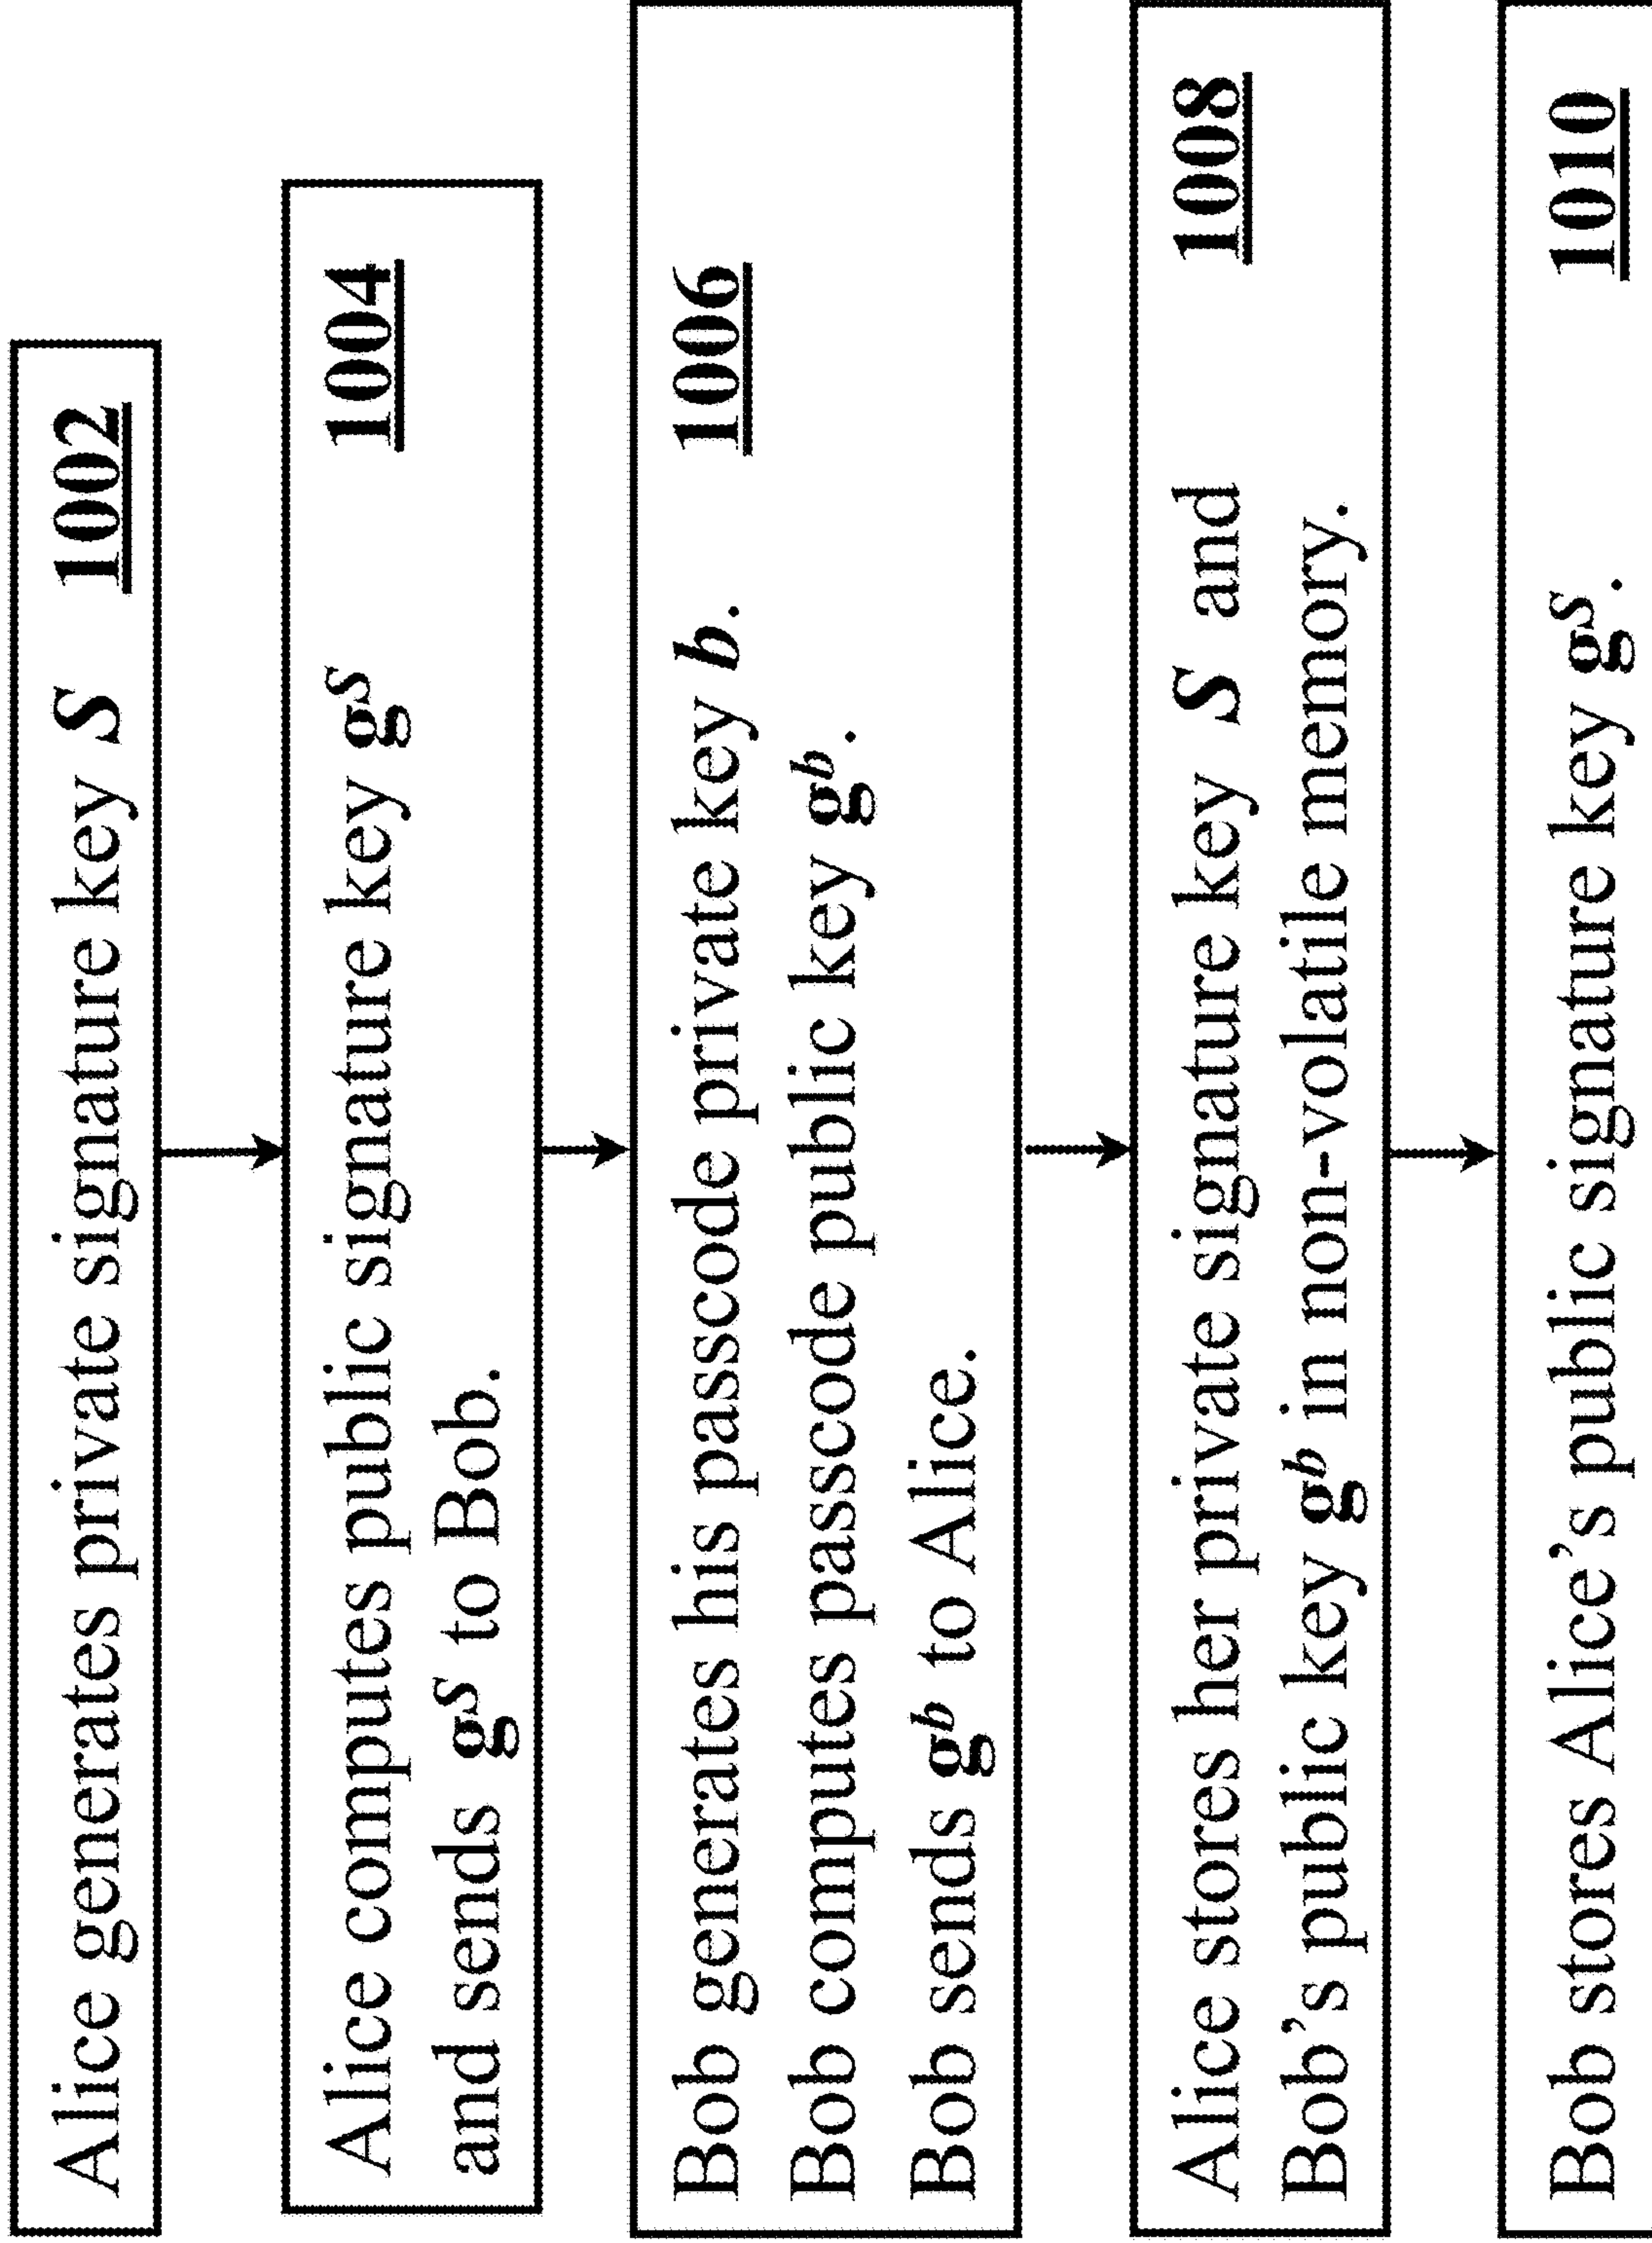 Alice generates private signature key S 1002
Alice computes public signature key g^S 1004
and sends g^S to Bob.
Bob generates his passcode private key b. 1006
Bob computes passcode public key g^b.
Bob sends g^b to Alice.
Alice stores her private signature key S and 1008
Bob's public key g^b in non-volatile memory.
Bob stores Alice’s public signature key g^S. 1010